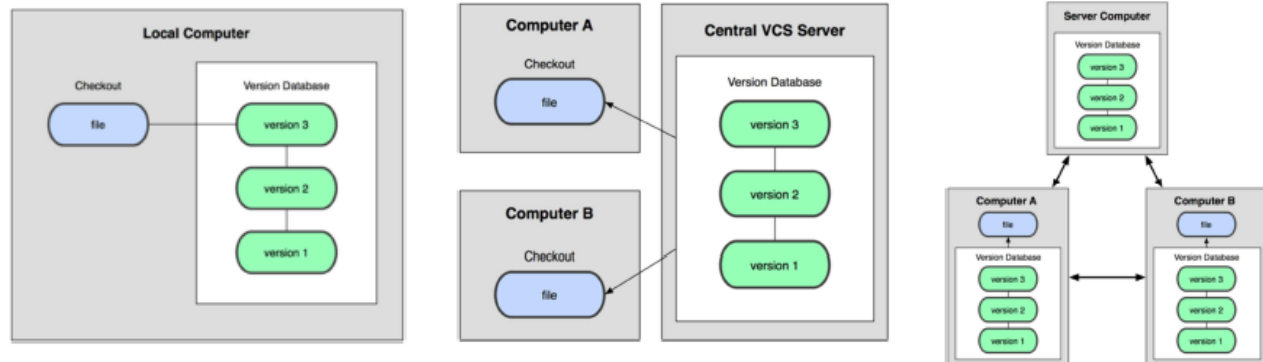 Local Computer
Checkout
file
Version Database
version 3
version 2
version 1
Computer A
Checkout
file
Computer B
Checkout
file
Central VCS Server
Version Database
version 3
version 2
version 1
Server Computer
Version Database
version 3
version 2
version 1
Computer A
file
Version Database
version 3
version 2
version 1
Computer B
file
Version Database
version 3
version 2
version 1